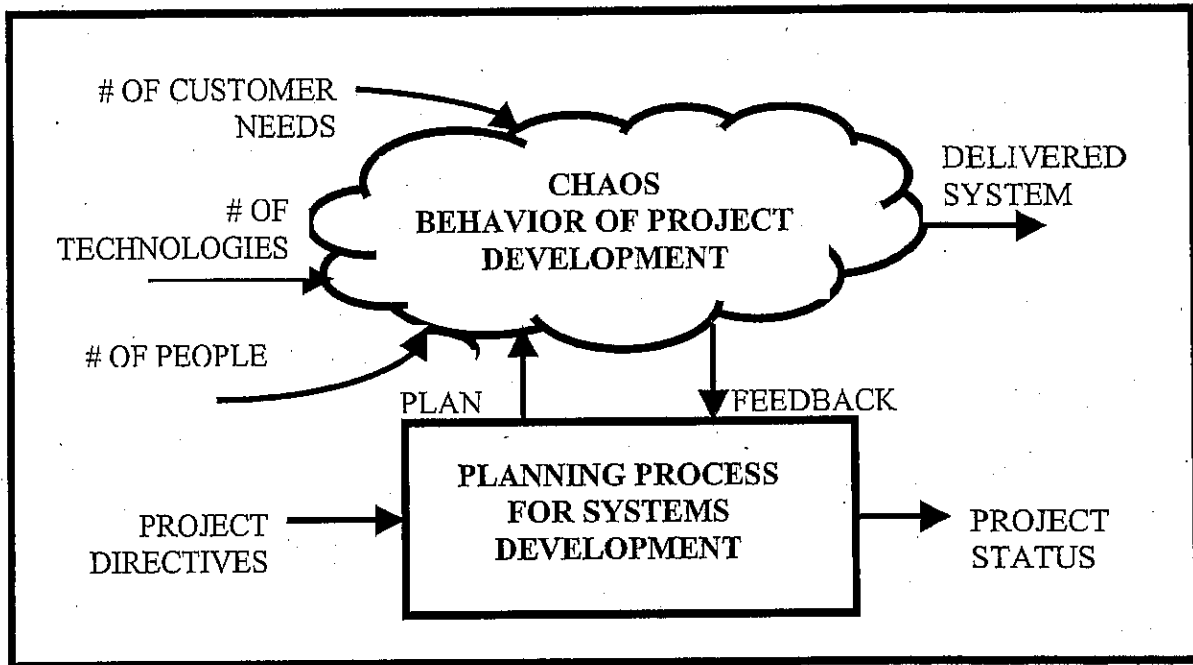 # OF CUSTOMER
NEEDS
CHAOS
BEHAVIOR OF PROJECT
DEVELOPMENT
DELIVERED
SYSTEM
# OF
TECHNOLOGIES
# OF PEOPLE
PLAN
FEEDBACK
PLANNING PROCESS
FOR SYSTEMS
DEVELOPMENT
PROJECT
DIRECTIVES
PROJECT
STATUS